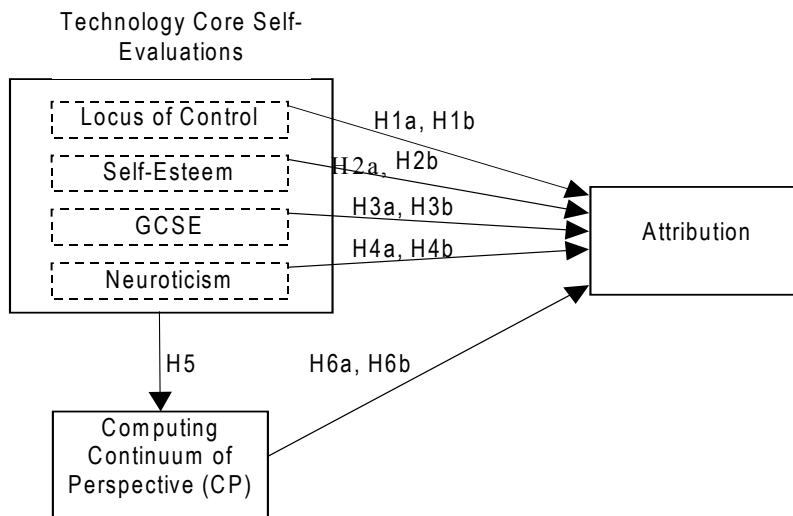 Technology Core Self-
Evaluations
Locus of Control
H1a, H1b
Self-Esteem
H2a, H2b
GCSE
H3a, H3b
Attribution
Neuroticism
H4a, H4b
H5
H6a, H6b
Computing
Continuum of
Perspective (CP)